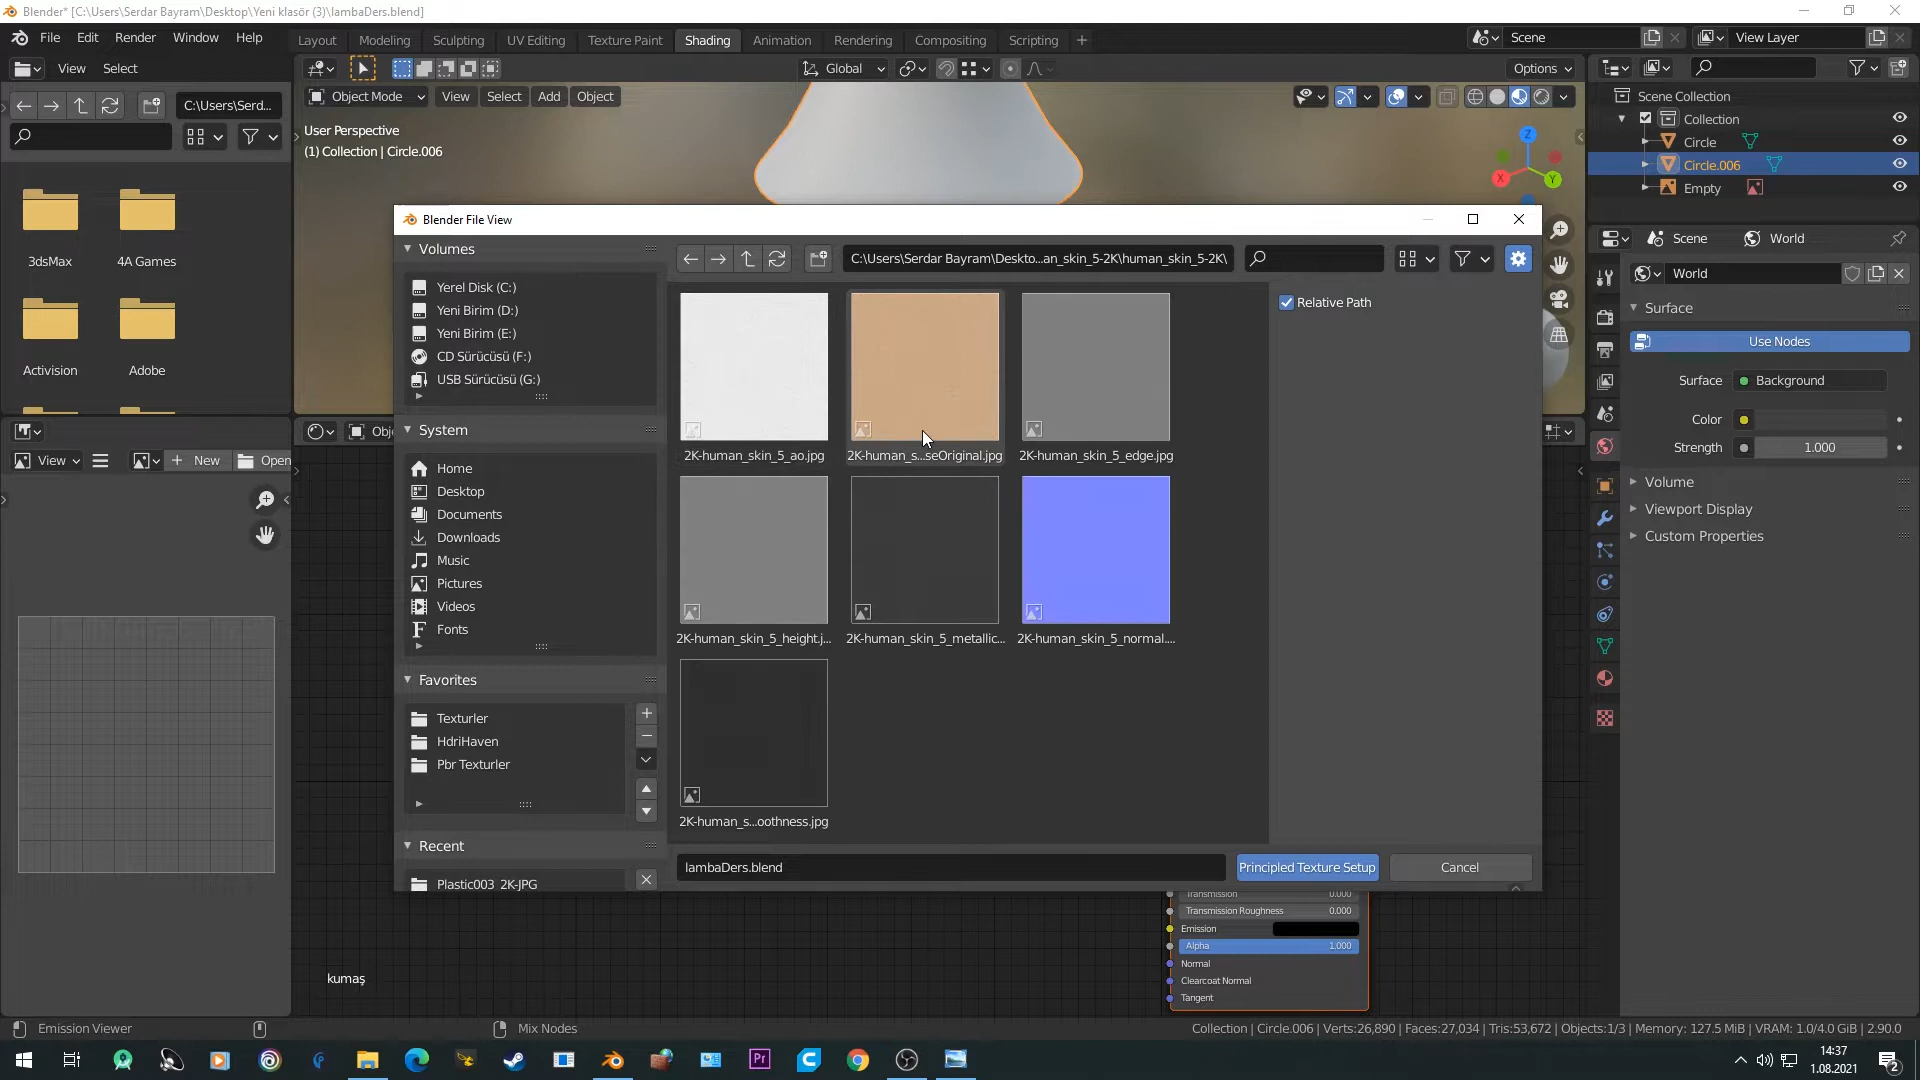 Blender* [C:\Users\Serdar Bayram\Desktop\Yeni klasör (3)\lambaDers.blend]
File Edit Render Window Help
Layout Modeling Sculpting UV Editing Texture Paint Shading Animation Rendering Compositing Scripting +
Scene
View Layer
View Select
Global
Options
C:\Users\Serd...
Object Mode View Select Add Object
User Perspective
(1) Collection | Circle.006
Z
X
Y
Scene Collection
Collection
Circle
Circle.006
Empty
3dsMax
4A Games
Activision
Adobe
View
New
Open
Obj
kumaş
Blender File View
Volumes
Yerel Disk (C:)
Yeni Birim (D:)
Yeni Birim (E:)
CD Sürücüsü (F:)
USB Sürücüsü (G:)
System
Home
Desktop
Documents
Downloads
Music
Pictures
Videos
Fonts
Favorites
Texturler
HdriHaven
Pbr Texturler
Recent
Plastic003_2K-JPG
C:\Users\Serdar Bayram\Deskto...an_skin_5-2K\human_skin_5-2K\
2K-human_skin_5_ao.jpg
2K-human_s...seOriginal.jpg
2K-human_skin_5_edge.jpg
2K-human_skin_5_height.j...
2K-human_skin_5_metallic...
2K-human_skin_5_normal....
2K-human_s...oothness.jpg
Relative Path
lambaDers.blend
Principled Texture Setup
Cancel
Transmission 0.000
Transmission Roughness 0.000
Emission
Alpha 1.000
Normal
Clearcoat Normal
Tangent
Scene World
World
Surface
Use Nodes
Surface Background
Color
Strength 1.000
Volume
Viewport Display
Custom Properties
Emission Viewer
Mix Nodes
Collection | Circle.006 | Verts:26,890 | Faces:27,034 | Tris:53,672 | Objects:1/3 | Memory: 127.5 MiB | VRAM: 1.0/4.0 GiB | 2.90.0
Pr
14:37
1.08.2021
2